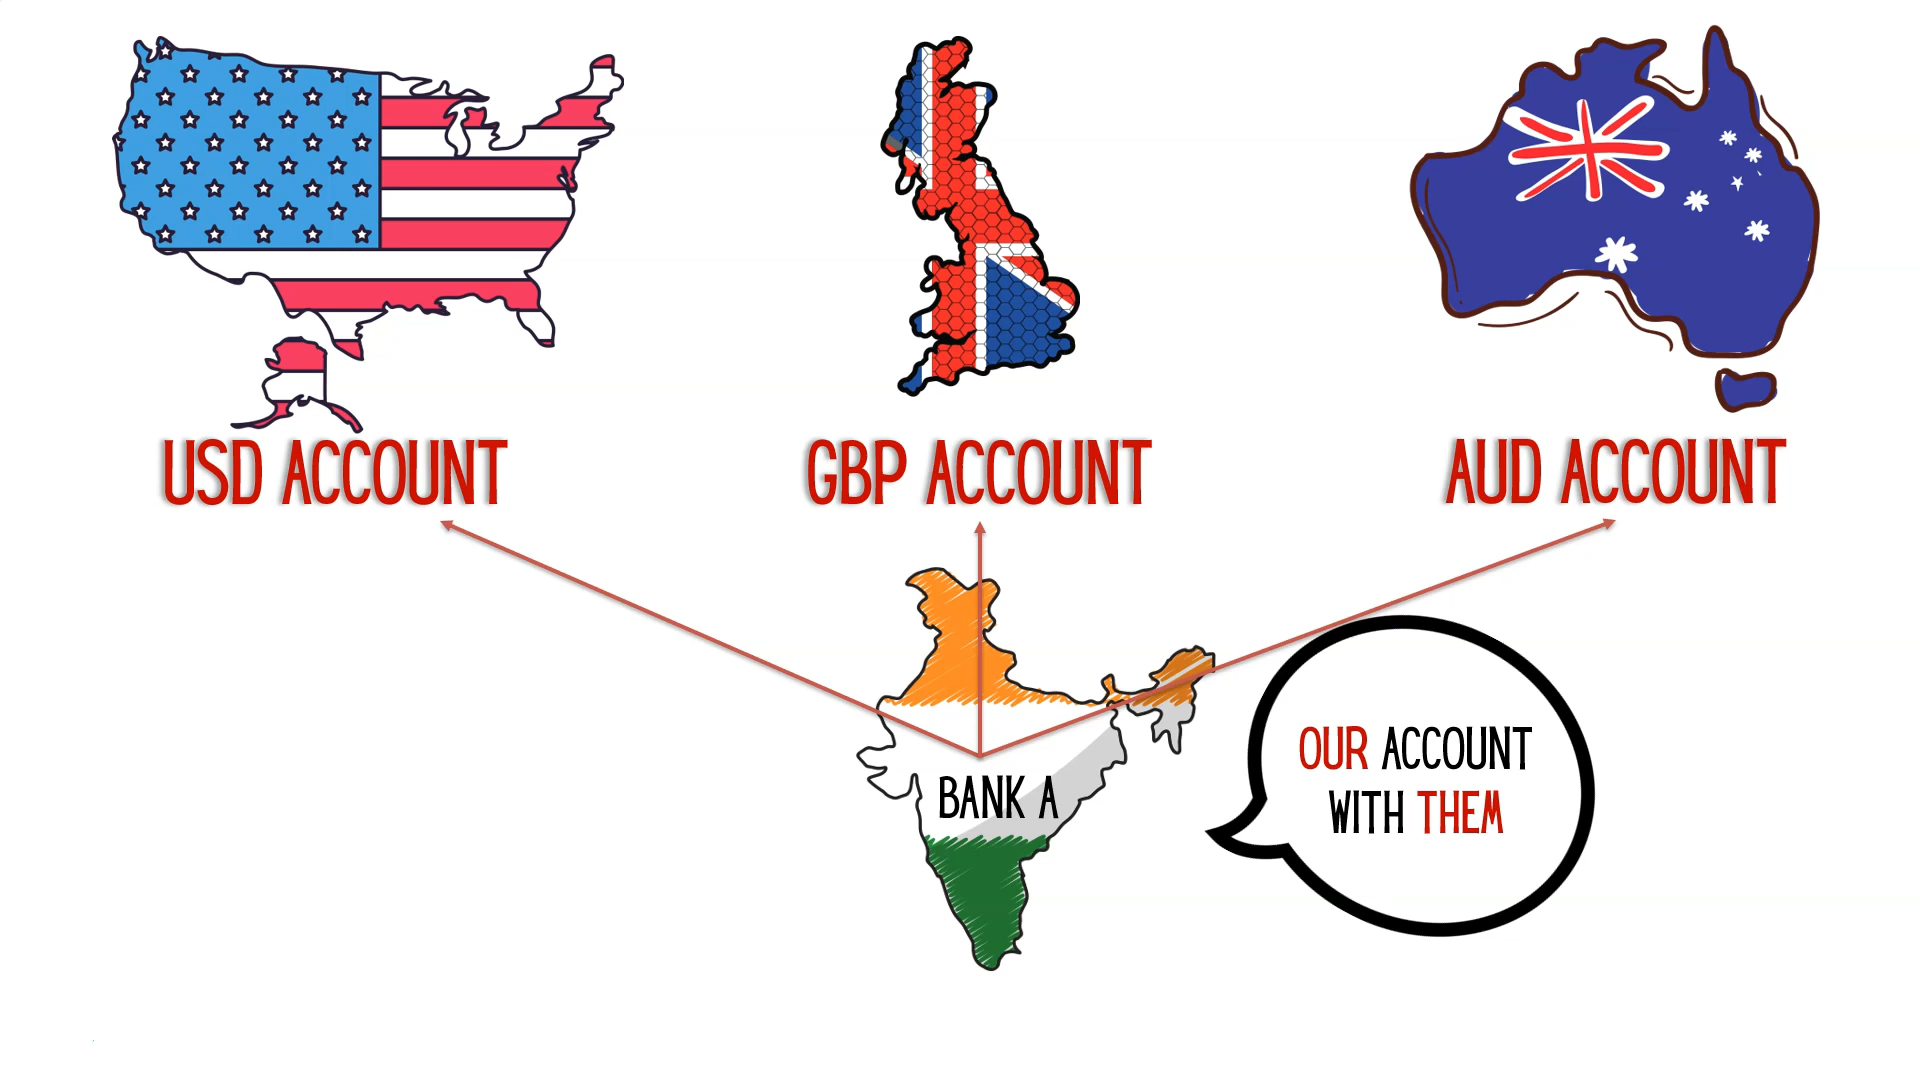 USD ACCOUNT
GBP ACCOUNT
AUD ACCOUNT
BANK A
OUR ACCOUNT
WITH THEM